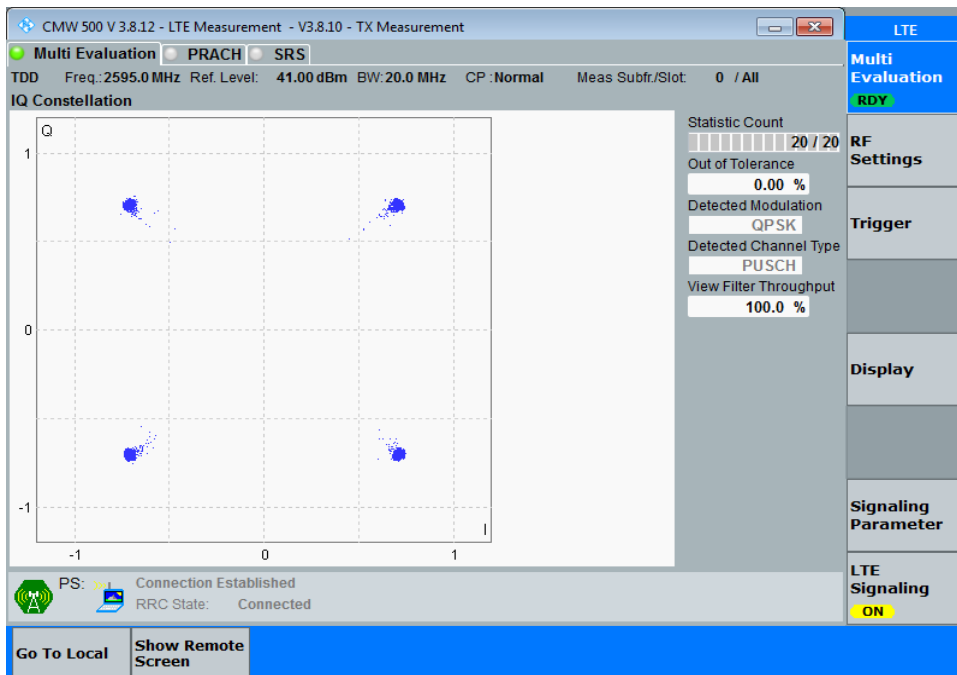 CMW 500 V 3.8.12 - LTE Measurement - V3.8.10 - TX Measurement
LTE
Multi Evaluation PRACH SRS
TDD Freq.:2595.0 MHz Ref. Level: 41.00 dBm BW:20.0 MHz CP :Normal Meas Subfr./Slot: 0 / All
IQ Constellation
Q
1
0
-1
I
-1 0 1
Statistic Count
20 / 20
Out of Tolerance
0.00 %
Detected Modulation
QPSK
Detected Channel Type
PUSCH
View Filter Throughput
100.0 %
Multi
Evaluation
RDY
RF
Settings
Trigger
Display
Signaling
Parameter
LTE
Signaling
ON
PS: Connection Established
RRC State: Connected
Go To Local
Show Remote
Screen